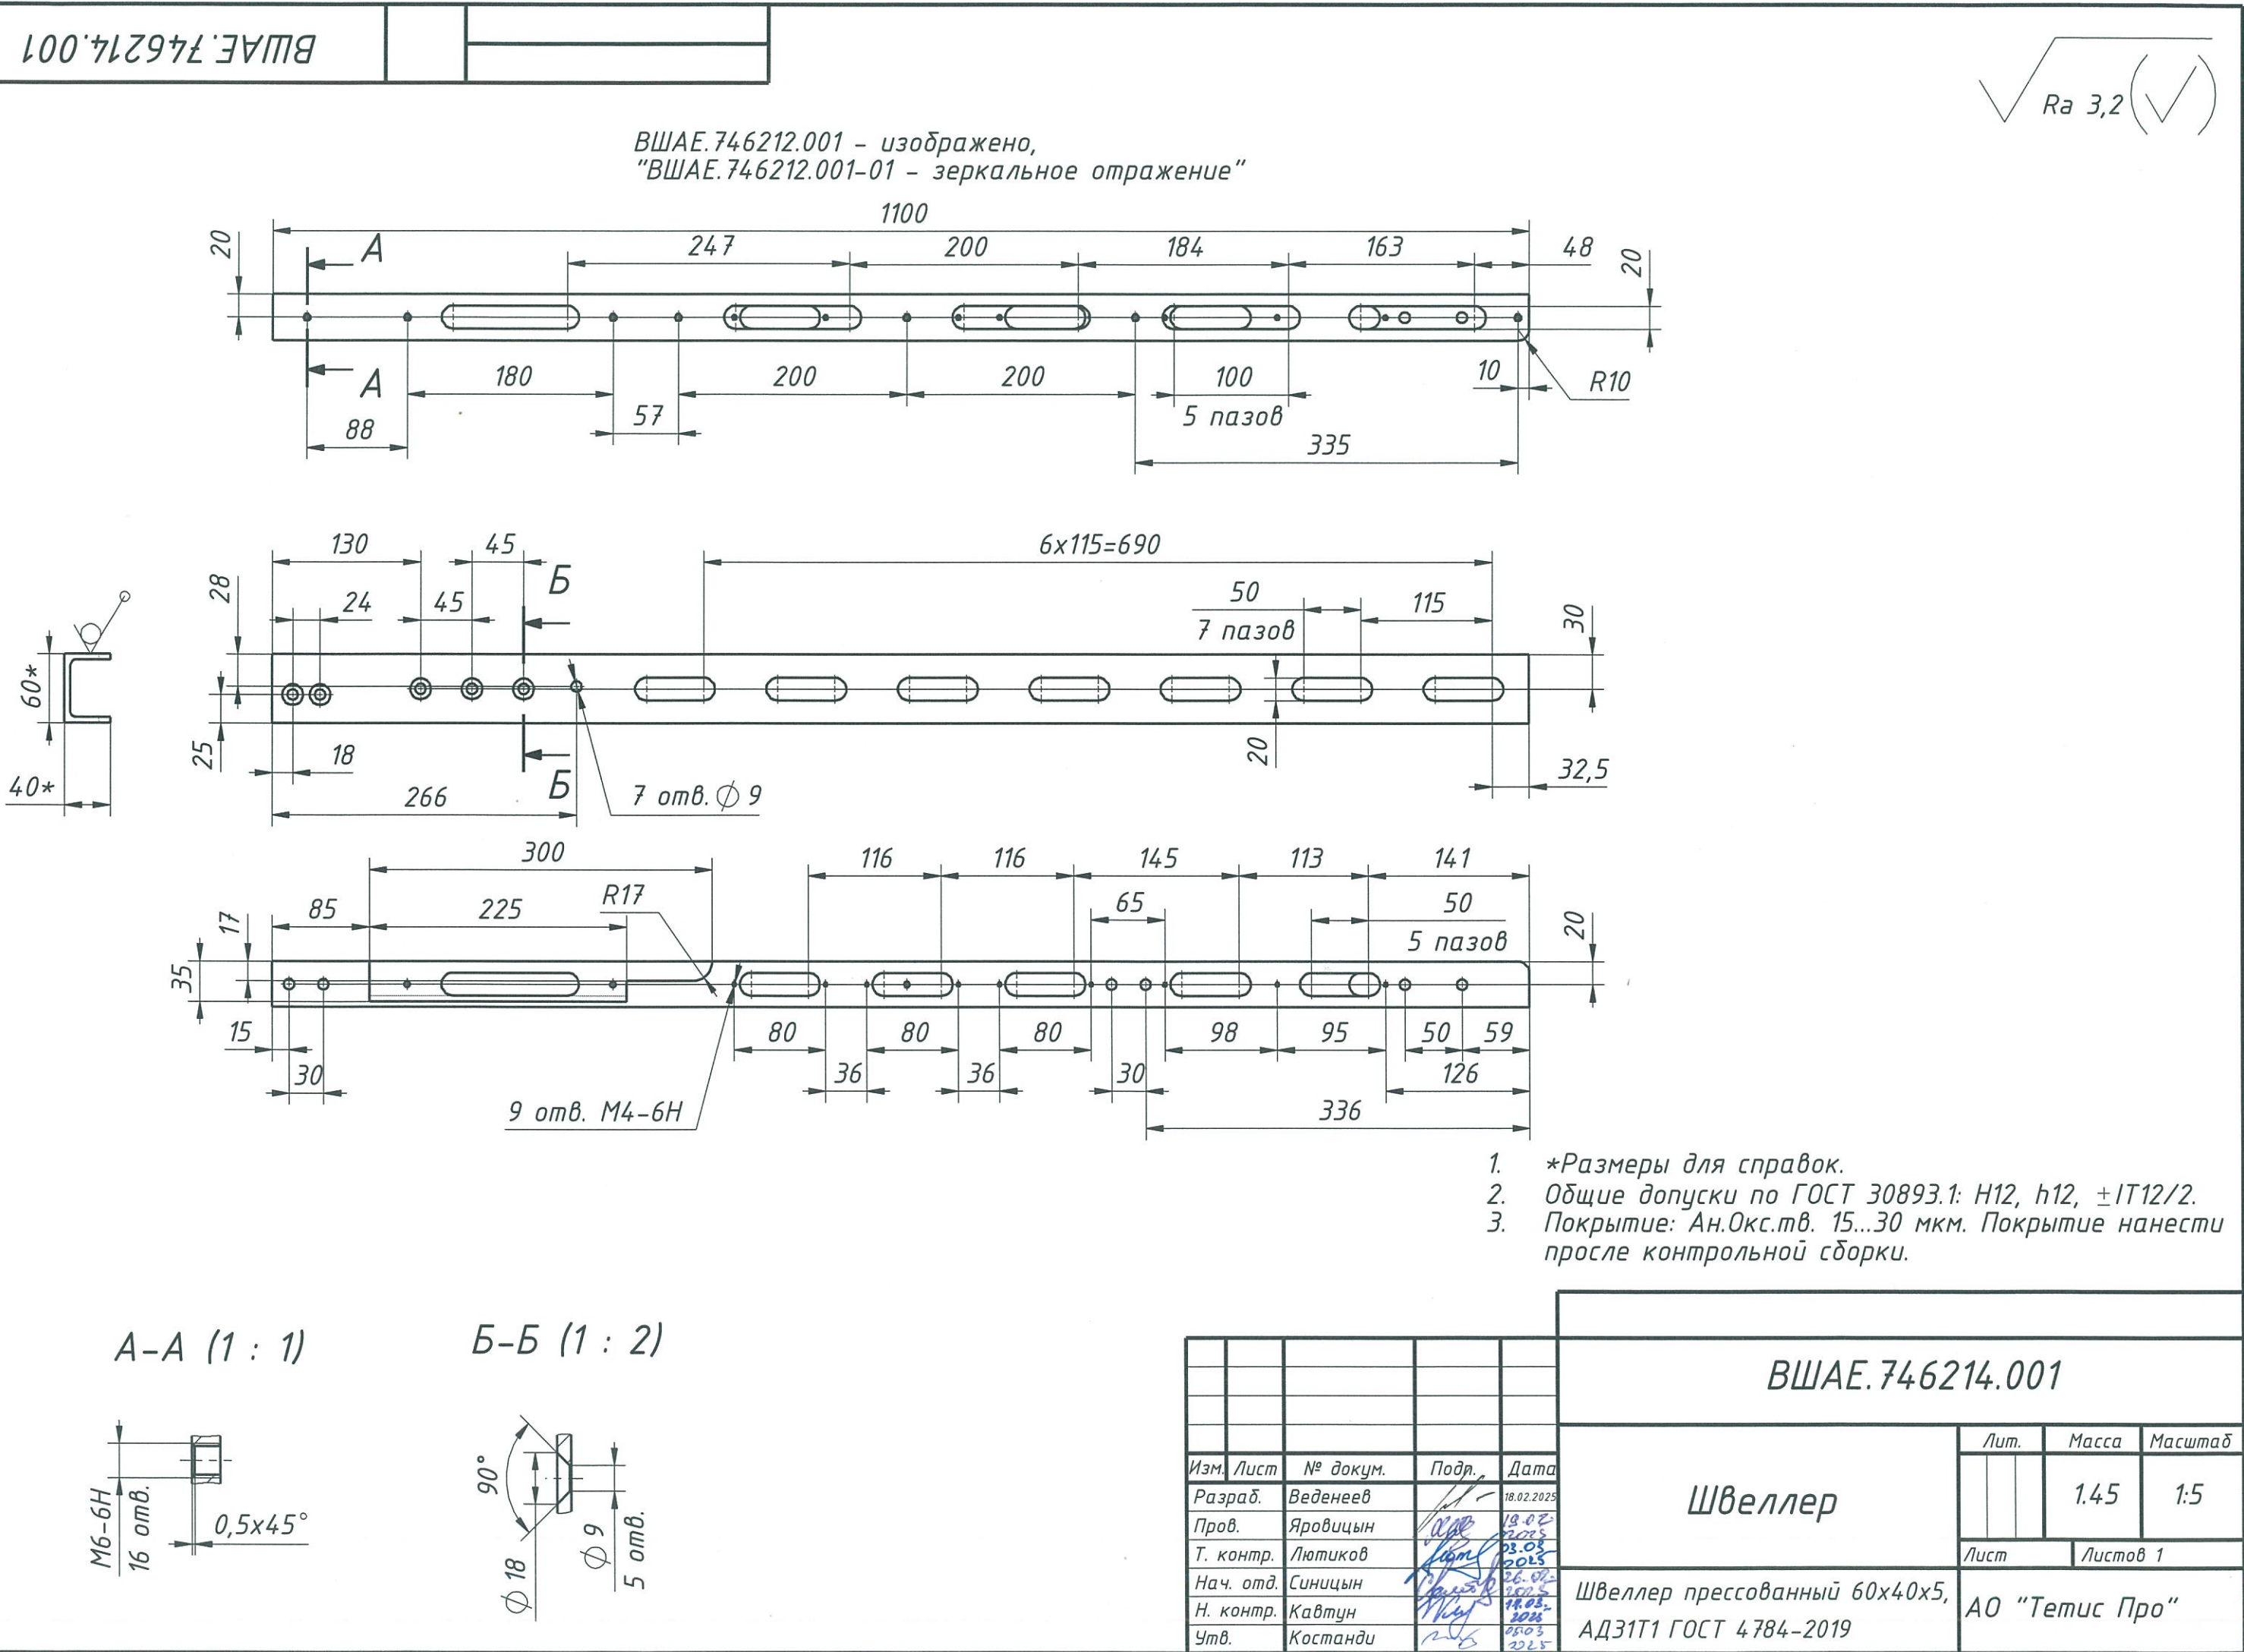 ВШАЕ.746214.001
Ra 3,2
ВШАЕ.746212.001 – изображено,
"ВШАЕ.746212.001-01 – зеркальное отражение"
1100
20
А
247
200
184
163
48
20
А
180
200
200
100
10
R10
57
5 пазов
88
335
130
45
6х115=690
Б
28
24
45
50
115
30
7 пазов
60*
25
18
20
32,5
40*
266
Б
7 отв. ∅ 9
300
116
116
145
113
141
85
225
R17
65
50
17
5 пазов
20
35
15
80
80
80
98
95
50
59
30
36
36
30
126
9 отв. М4-6Н
336
1. *Размеры для справок.
2. Общие допуски по ГОСТ 30893.1: Н12, h12, ±IT12/2.
3. Покрытие: Ан.Окс.тв. 15...30 мкм. Покрытие нанести
просле контрольной сборки.
А-А (1 : 1)
Б-Б (1 : 2)
М6-6Н
16 отв.
0,5х45°
90°
∅ 18
∅ 9
5 отв.
ВШАЕ.746214.001
Изм. Лист № докум. Подп. Дата
Разраб. Веденеев 18.02.2025
Пров. Яровицын 19.02. 2025
Т. контр. Лютиков 03.03. 2025
Нач. отд. Синицын
Н. контр. Кавтун
Утв. Костанди 05.03 2025
Швеллер
Лит. Масса Масштаб
1.45 1:5
Лист Листов 1
Швеллер прессованный 60х40х5,
АД31Т1 ГОСТ 4784-2019
АО "Тетис Про"